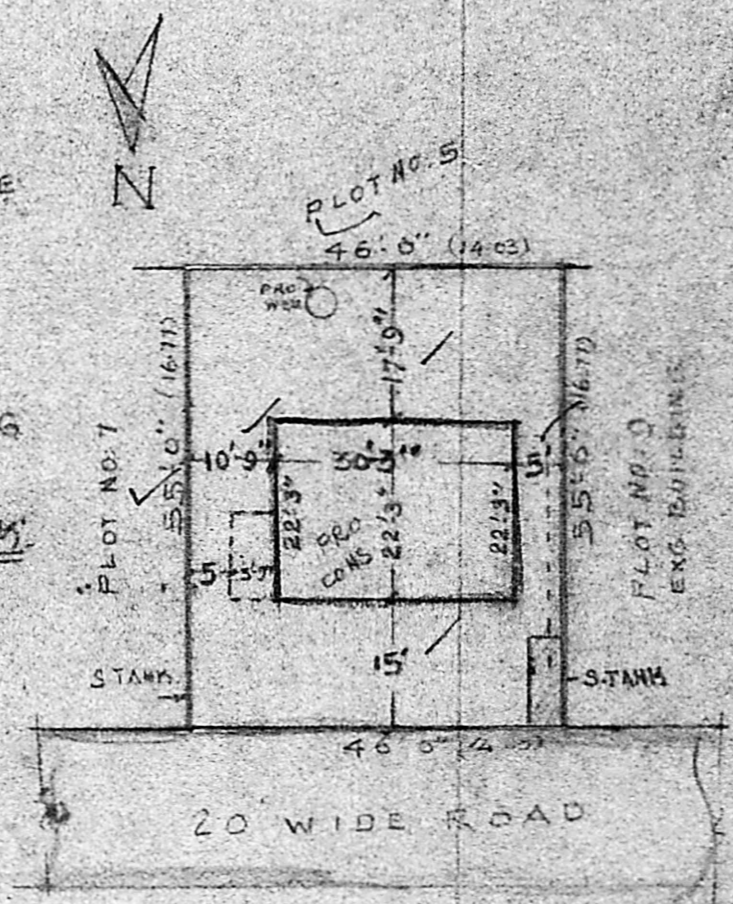 N
PLOT NO. 5
46'-0" (14.03)
PRO
WELL
17'-9"
PLOT NO. 7
55'-0" (16.77)
10'-9"
30'-3"
5'
22'-3"
22'-3"
22'-3"
PRO
CONS
55'-0" (16.77)
PLOT NO. 9
EXG BUILDING
5
5'-9"
15'
S TANK
S.TANK
46'-0"
20' WIDE ROAD